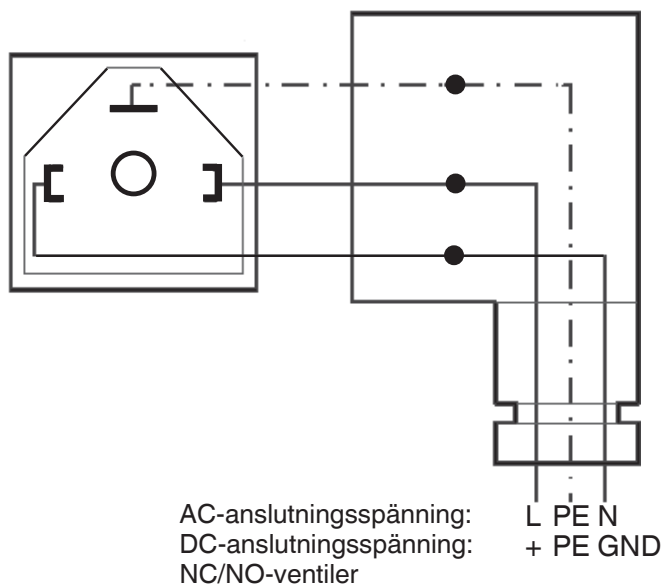 AC-anslutningsspänning: L PE N
DC-anslutningsspänning: + PE GND
NC/NO-ventiler